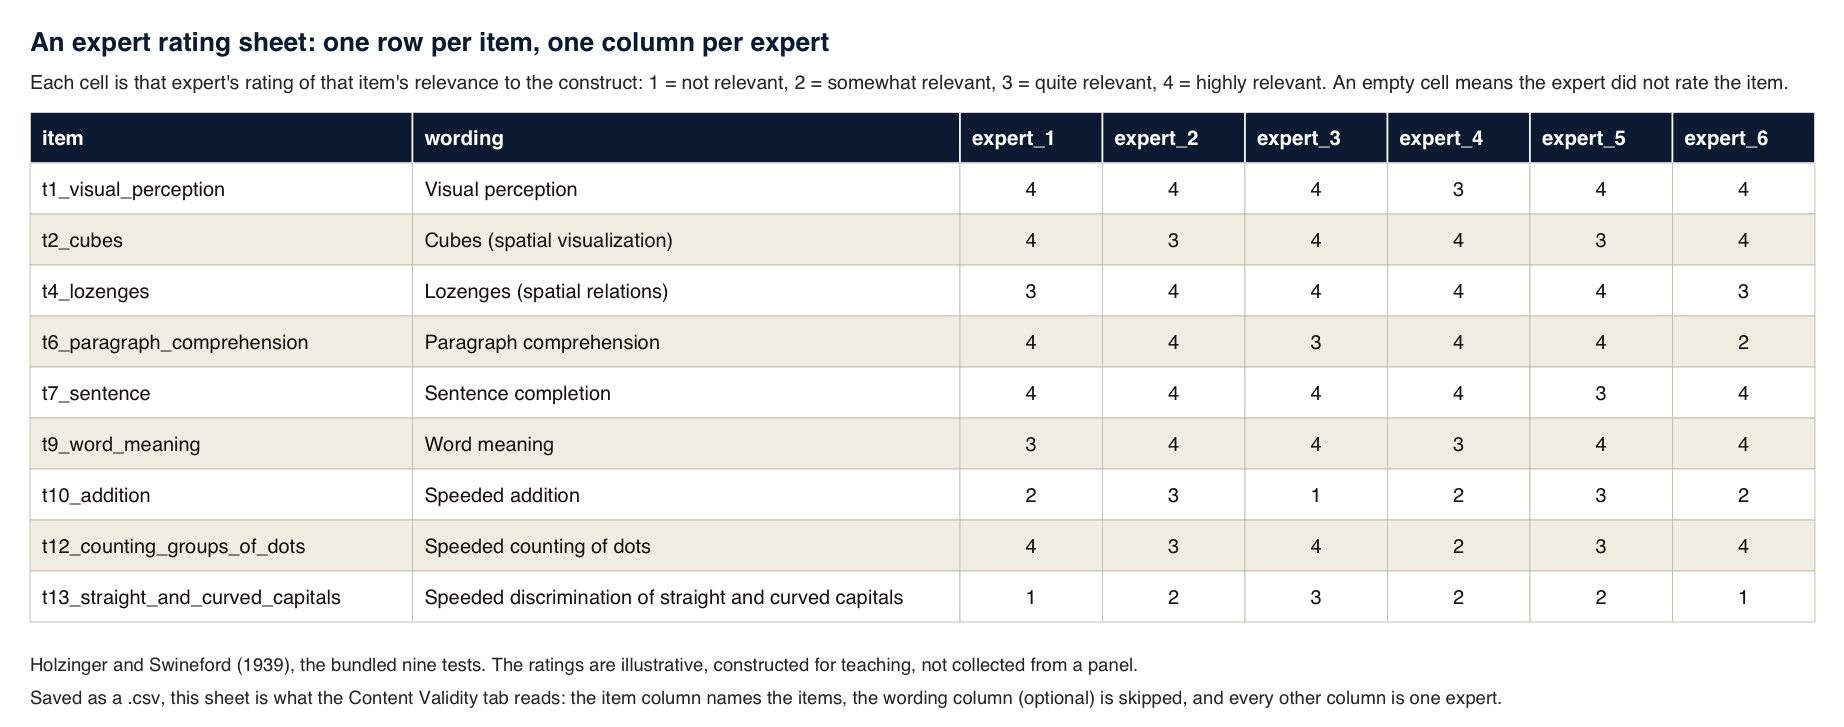 An expert rating sheet: one row per item, one column per expert
Each cell is that expert's rating of that item's relevance to the construct: 1 = not relevant, 2 = somewhat relevant, 3 = quite relevant, 4 = highly relevant. An empty cell means the expert did not rate the item.
item wording expert_1 expert_2 expert_3 expert_4 expert_5 expert_6
t1_visual_perception Visual perception 4 4 4 3 4 4
t2_cubes Cubes (spatial visualization) 4 3 4 4 3 4
t4_lozenges Lozenges (spatial relations) 3 4 4 4 4 3
t6_paragraph_comprehension Paragraph comprehension 4 4 3 4 4 2
t7_sentence Sentence completion 4 4 4 4 3 4
t9_word_meaning Word meaning 3 4 4 3 4 4
t10_addition Speeded addition 2 3 1 2 3 2
t12_counting_groups_of_dots Speeded counting of dots 4 3 4 2 3 4
t13_straight_and_curved_capitals Speeded discrimination of straight and curved capitals 1 2 3 2 2 1
Holzinger and Swineford (1939), the bundled nine tests. The ratings are illustrative, constructed for teaching, not collected from a panel.
Saved as a .csv, this sheet is what the Content Validity tab reads: the item column names the items, the wording column (optional) is skipped, and every other column is one expert.